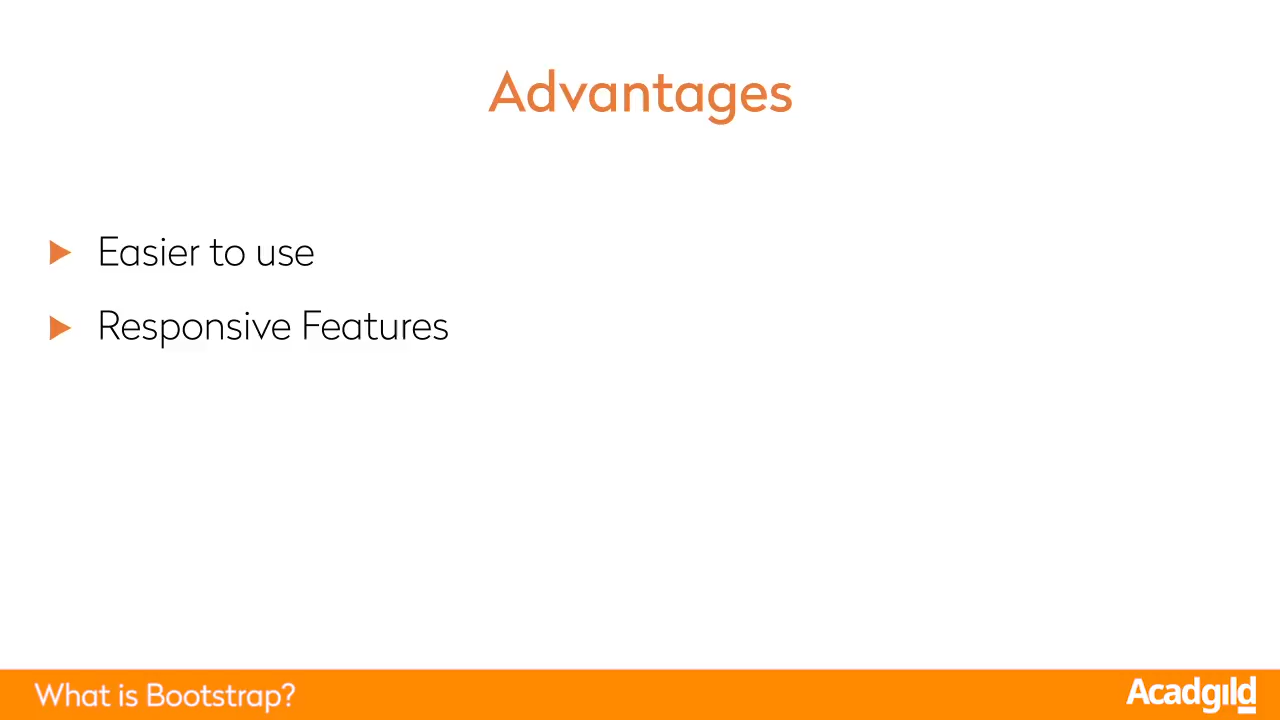 Advantages
Easier to use
Responsive Features
What is Bootstrap?
Acadgild